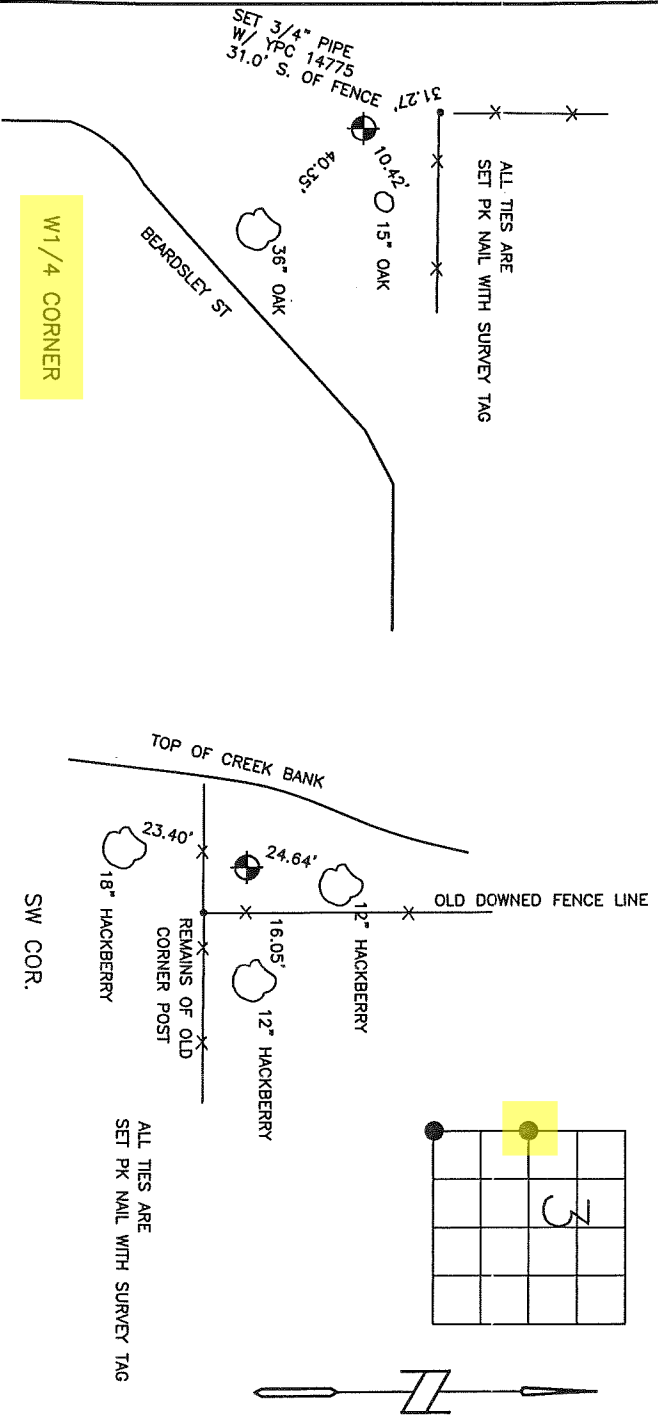 SET 3/4" PIPE
W/ YPC 14775
31.0' S. OF FENCE
31.27'
10.42'
40.35'
15" OAK
36" OAK
ALL TIES ARE
SET PK NAIL WITH SURVEY TAG
BEARDSLEY ST
W1/4 CORNER
TOP OF CREEK BANK
23.40'
24.64'
18" HACKBERRY
12" HACKBERRY
OLD DOWNED FENCE LINE
16.05'
12" HACKBERRY
REMAINS OF OLD
CORNER POST
SW COR.
ALL TIES ARE
SET PK NAIL WITH SURVEY TAG
3
N